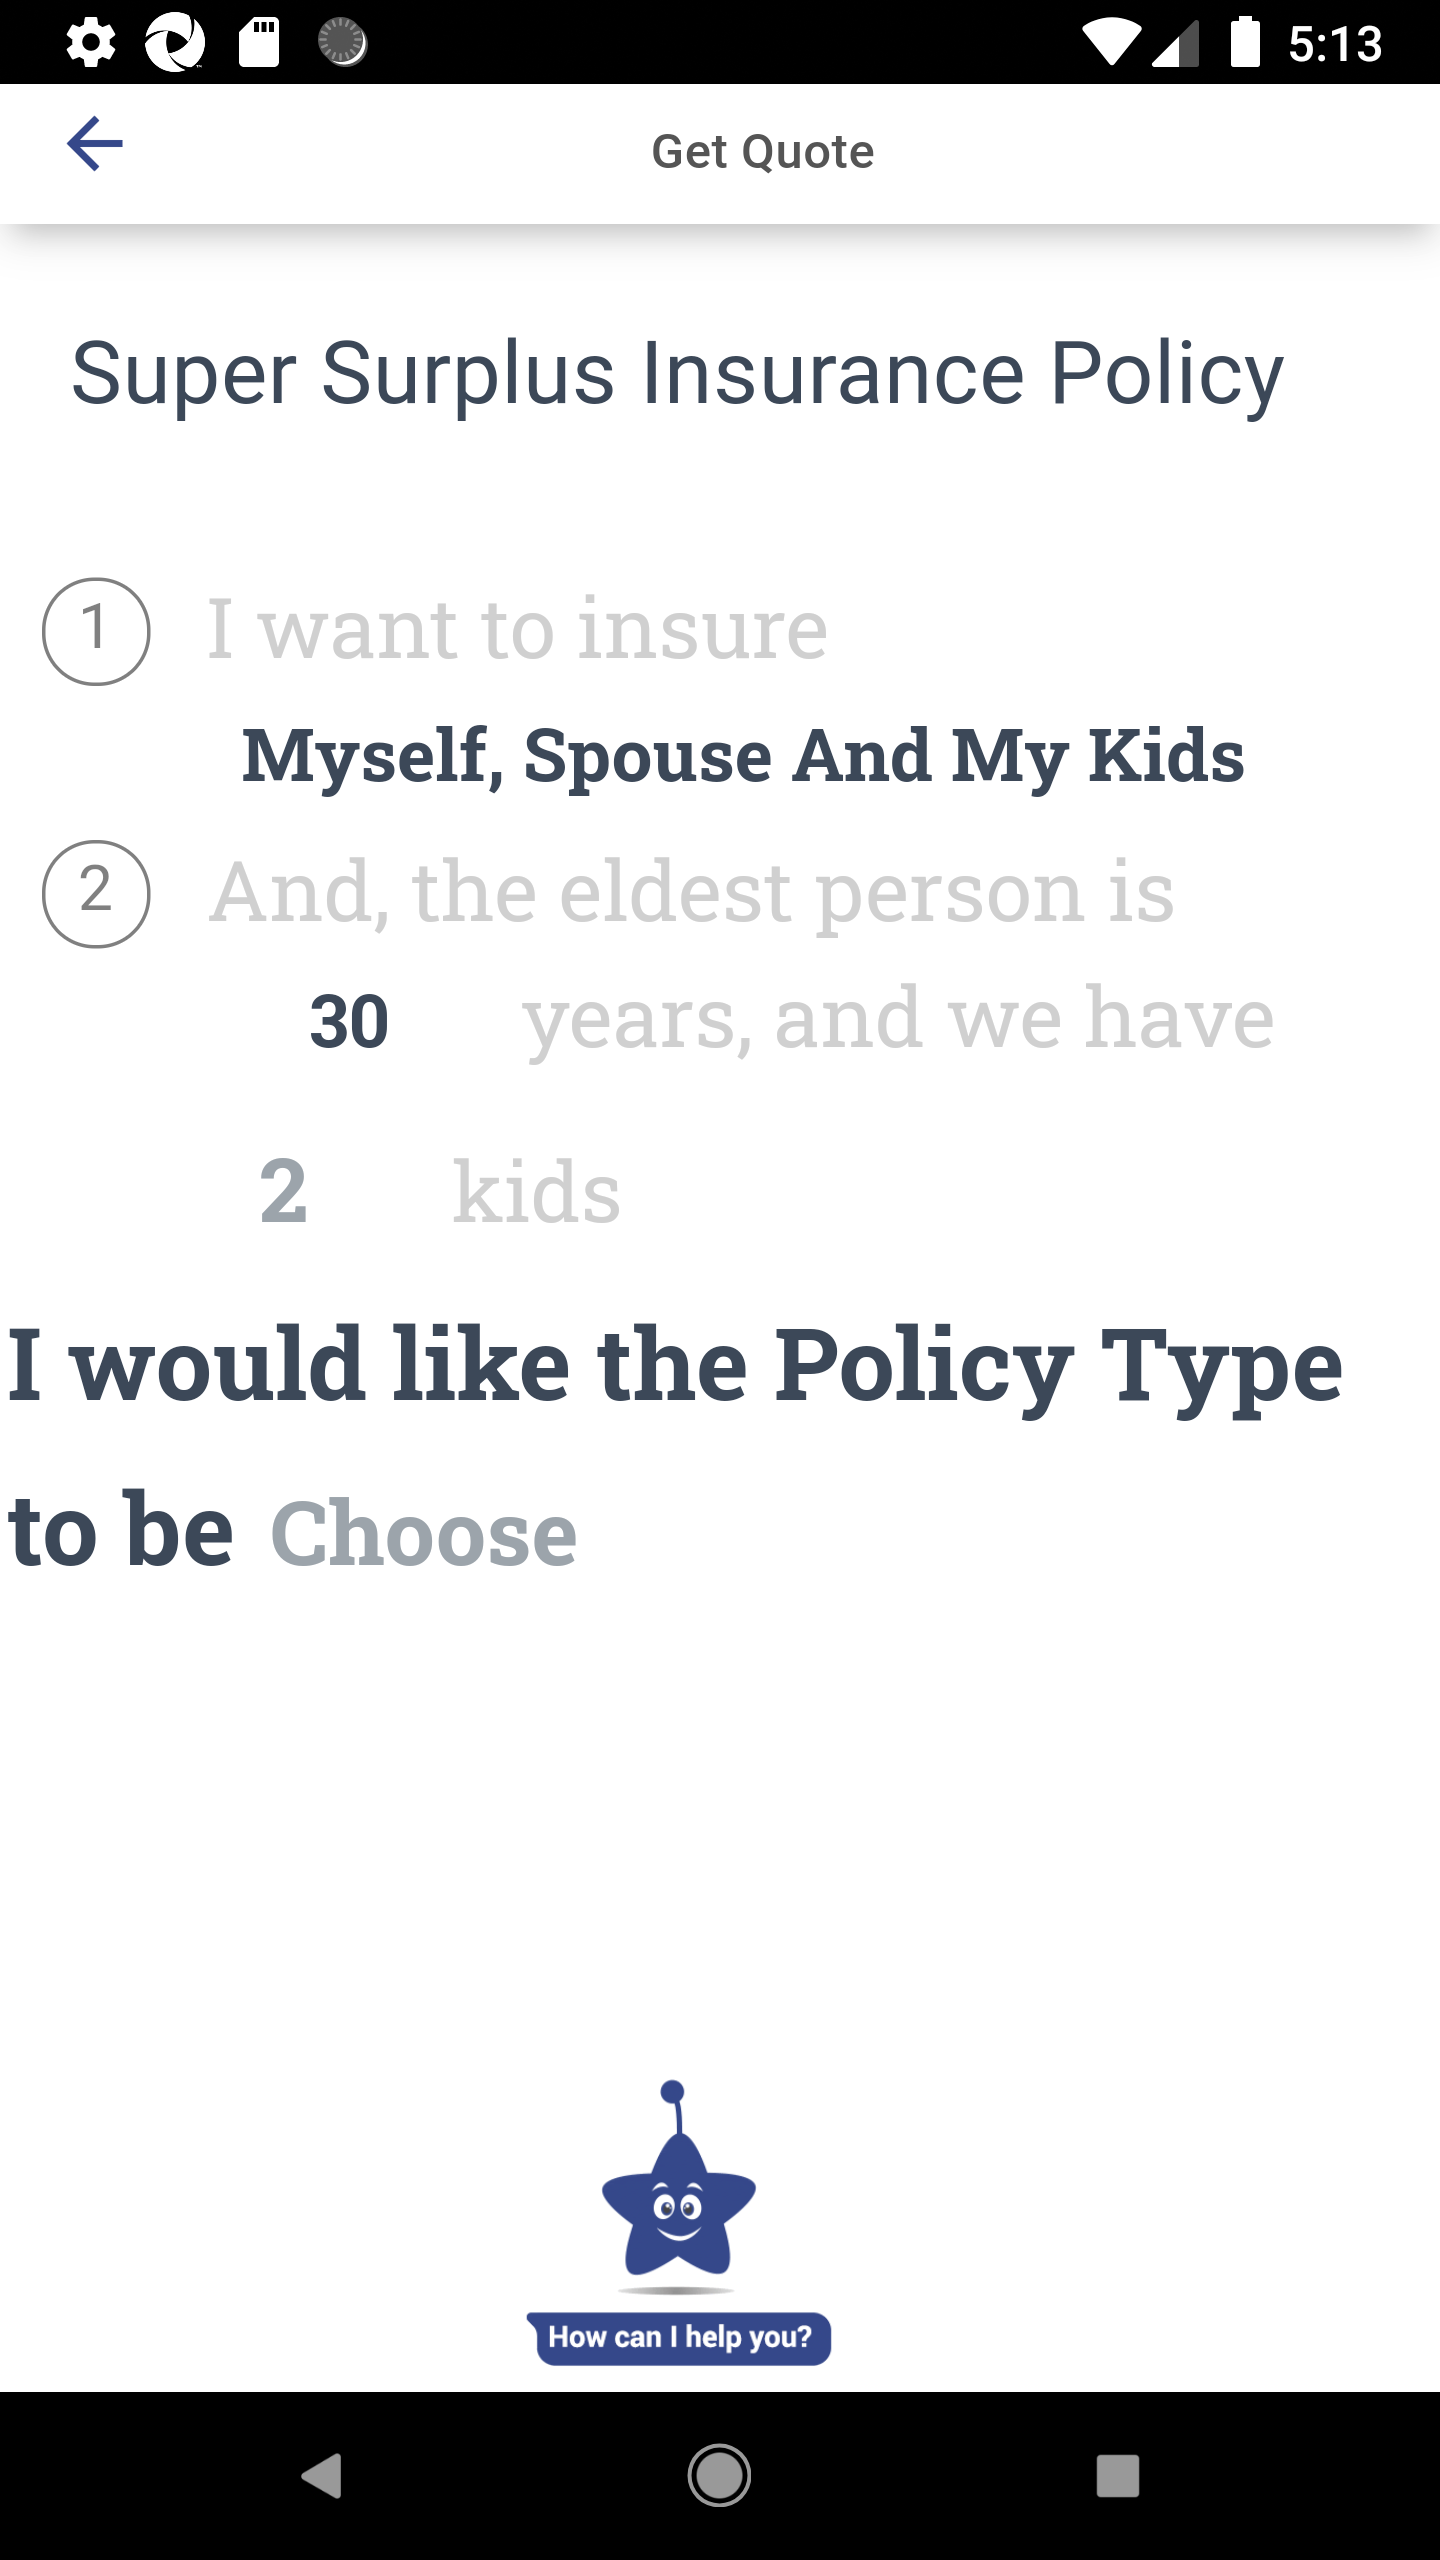 5:13
Get Quote
Super Surplus Insurance Policy
1 I want to insure
Myself, Spouse And My Kids
2 And, the eldest person is
30 years, and we have
2 kids
I would like the Policy Type
to be Choose
How can I help you?